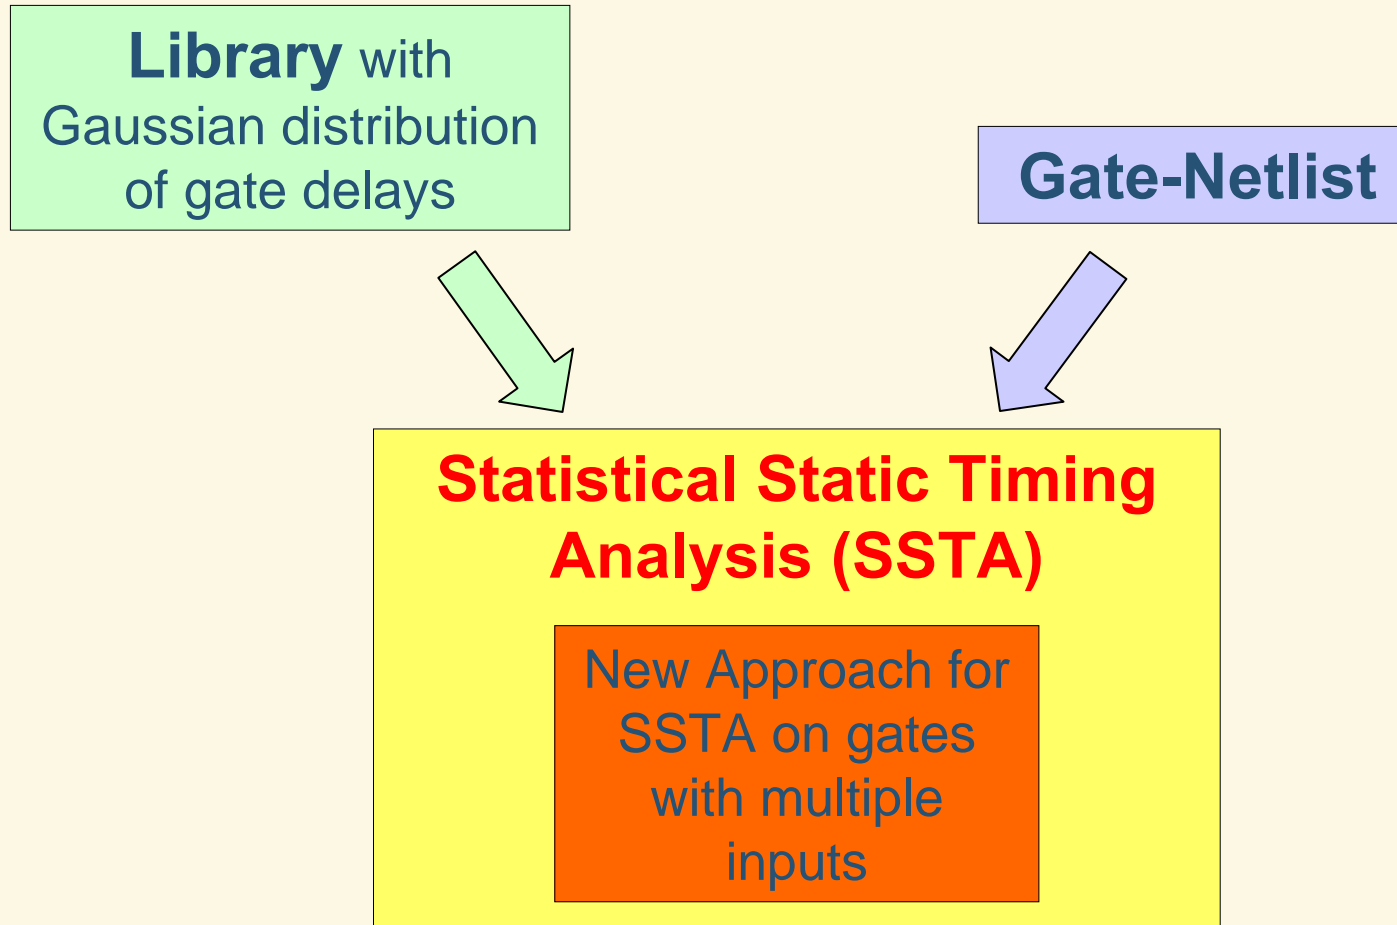 Library with
Gaussian distribution
of gate delays
Gate-Netlist
Statistical Static Timing
Analysis (SSTA)
New Approach for
SSTA on gates
with multiple
inputs